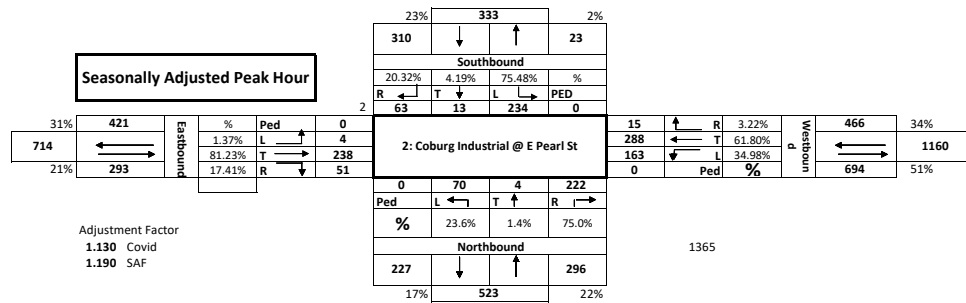 23% 333 2%
310 23
Southbound
Seasonally Adjusted Peak Hour
20.32% 4.19% 75.48% %
R T L PED
2 63 13 234 0
31% 421 Eastbound % Ped 0
714 1.37% L 4
81.23% T 238
21% 293 17.41% R 51
2: Coburg Industrial @ E Pearl St
15 R 3.22% Westboun d 466 34%
288 T 61.80% 1160
163 L 34.98%
0 Ped % 694 51%
0 70 4 222
Ped L T R
% 23.6% 1.4% 75.0%
Northbound
227 296
17% 523 22%
Adjustment Factor
1.130 Covid
1.190 SAF
1365